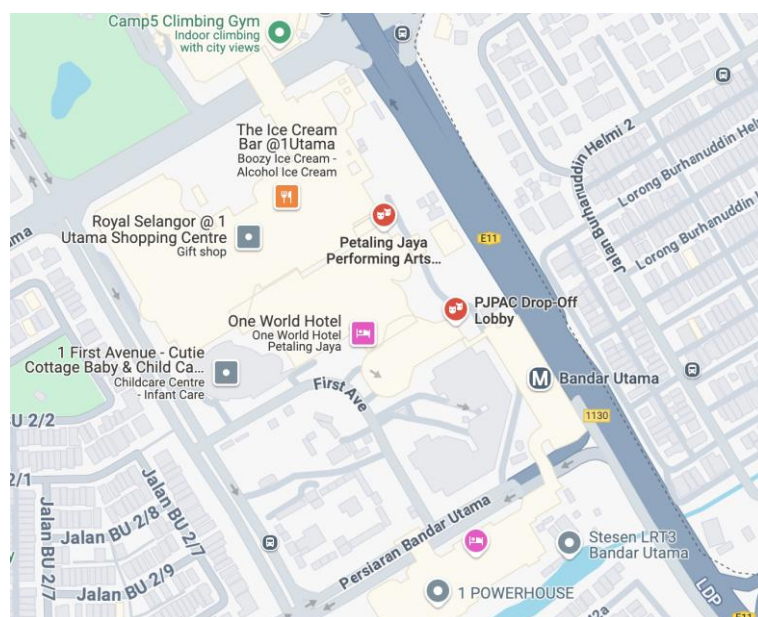 Camp5 Climbing Gym
Indoor climbing
with city views
The Ice Cream
Bar @1Utama
Boozy Ice Cream -
Alcohol Ice Cream
Royal Selangor @ 1
Utama Shopping Centre
Gift shop
Petaling Jaya
Performing Arts...
E11
Jalan Burhanuddin Helmi 2
Lorong Burhanuddin H
Lorong Burhanuddin
PJPAC Drop-Off
Lobby
One World Hotel
One World Hotel
Petaling Jaya
1 First Avenue - Cutie
Cottage Baby & Child Ca...
Childcare Centre
- Infant Care
First Ave
M
Bandar Utama
1130
U 2/2
2/1
Jalan BU 2/8
Jalan BU 2/7
Jalan BU 2/7
Jalan BU 2/9
Persiaran Bandar Utama
Stesen LRT3
Bandar Utama
1 POWERHOUSE
LDP
E11